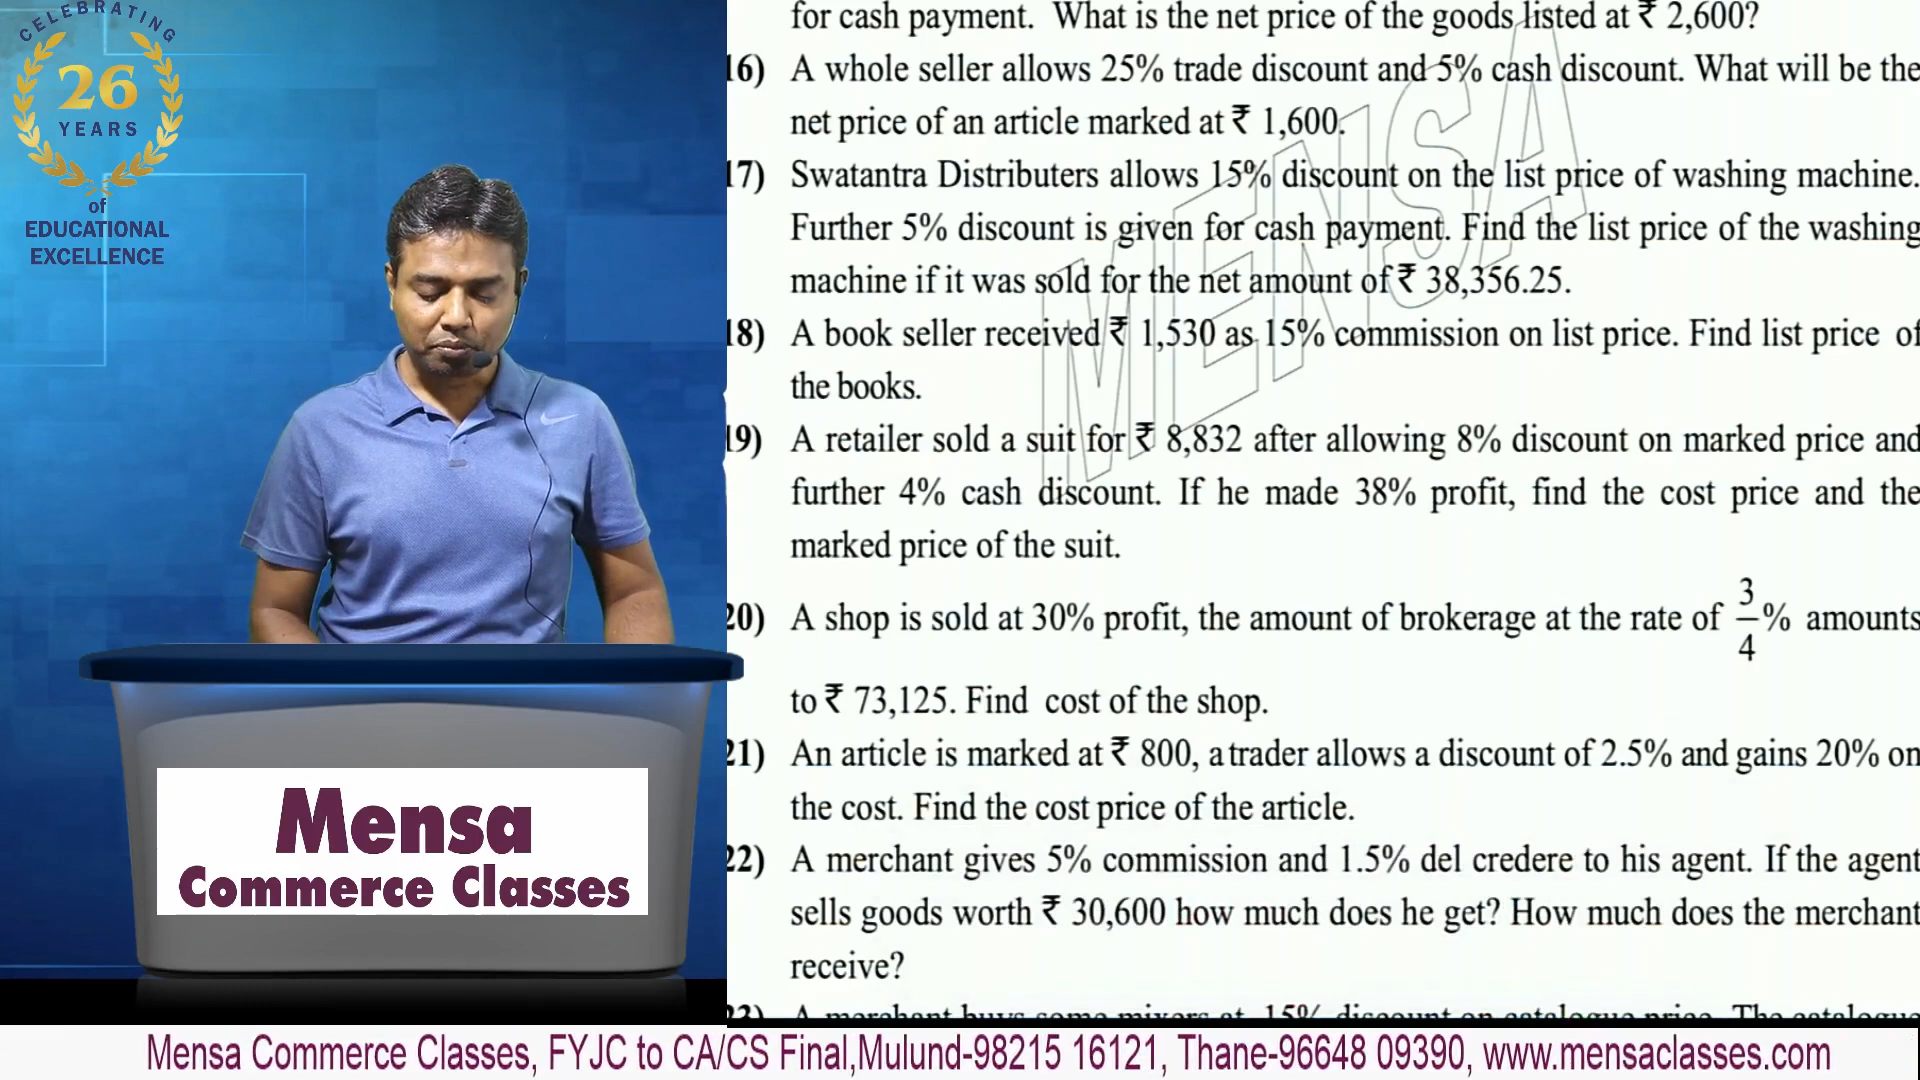 CELEBRATING
26
YEARS
of
EDUCATIONAL
EXCELLENCE
for cash payment. What is the net price of the goods listed at ₹ 2,600?
16) A whole seller allows 25% trade discount and 5% cash discount. What will be the
net price of an article marked at ₹ 1,600.
17) Swatantra Distributers allows 15% discount on the list price of washing machine.
Further 5% discount is given for cash payment. Find the list price of the washing
machine if it was sold for the net amount of ₹ 38,356.25.
18) A book seller received ₹ 1,530 as 15% commission on list price. Find list price of
the books.
19) A retailer sold a suit for ₹ 8,832 after allowing 8% discount on marked price and
further 4% cash discount. If he made 38% profit, find the cost price and the
marked price of the suit.
20) A shop is sold at 30% profit, the amount of brokerage at the rate of 3/4% amounts
to ₹ 73,125. Find cost of the shop.
21) An article is marked at ₹ 800, a trader allows a discount of 2.5% and gains 20% on
the cost. Find the cost price of the article.
22) A merchant gives 5% commission and 1.5% del credere to his agent. If the agent
sells goods worth ₹ 30,600 how much does he get? How much does the merchant
receive?
A merchant buys some mixers at 15% discount on catalogue price. The catalogue
MENSA
Mensa
Commerce Classes
Mensa Commerce Classes, FYJC to CA/CS Final,Mulund-98215 16121, Thane-96648 09390, www.mensaclasses.com